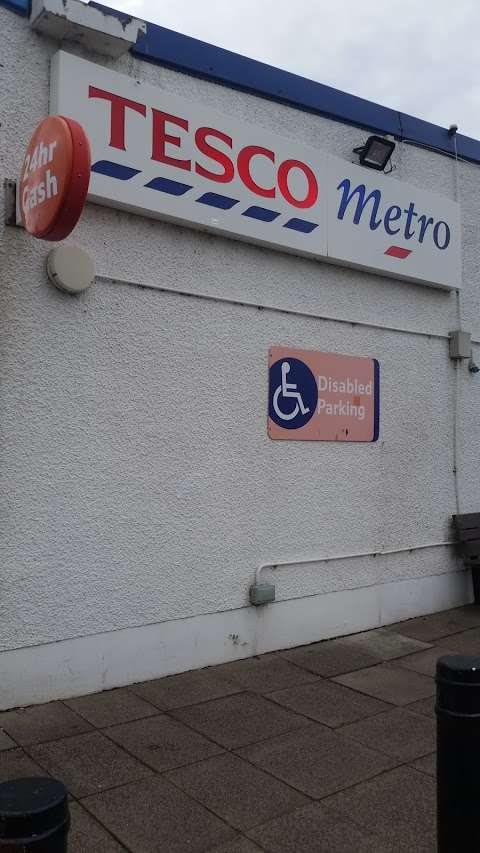 TESCO Metro
24hr
Cash
Disabled
Parking